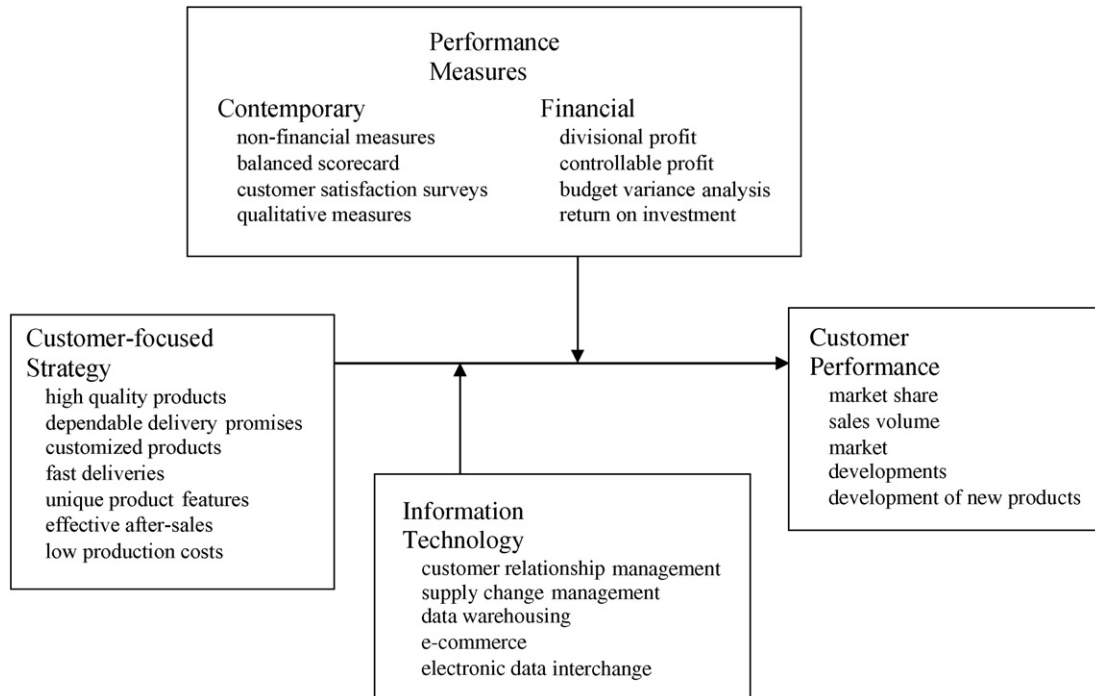 Performance
Measures
Contemporary
non-financial measures
balanced scorecard
customer satisfaction surveys
qualitative measures
Financial
divisional profit
controllable profit
budget variance analysis
return on investment
Customer-focused
Strategy
high quality products
dependable delivery promises
customized products
fast deliveries
unique product features
effective after-sales
low production costs
Information
Technology
customer relationship management
supply change management
data warehousing
e-commerce
electronic data interchange
Customer
Performance
market share
sales volume
market
developments
development of new products